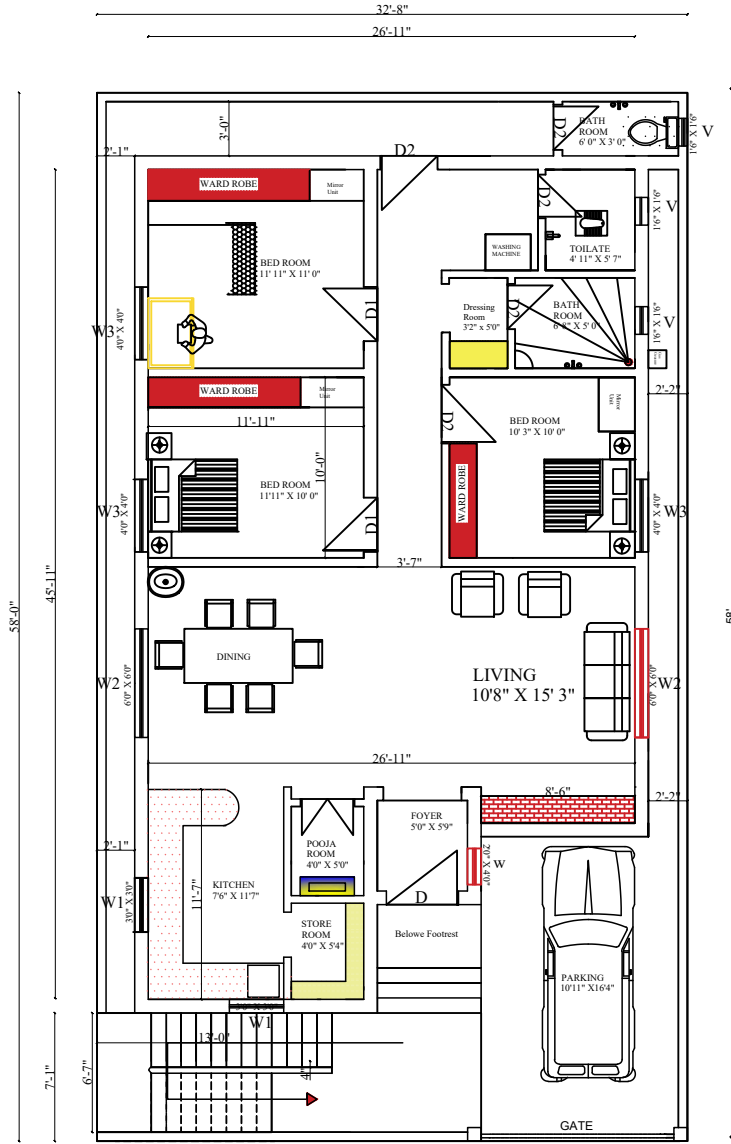 32'-8"
26'-11"
3'-0"
D2
BATH
ROOM
6' 0" X 3' 0"
1'6" X 1'6"
V
2'-1"
D2
WARD ROBE
Mirror
Unit
BED ROOM
11' 11" X 11' 0"
D1
W3
4'0" X 4'0"
D2
TOILATE
4' 11" X 5' 7"
1'6" X 1'6"
V
WASHING
MACHINE
Dressing
Room
3'2" x 5'0"
D2
BATH
ROOM
6'-8" X 5' 0"
1'6" X 1'6"
V
2'-2"
WARD ROBE
Mirror
Unit
11'-11"
10'-0"
BED ROOM
11'11" X 10' 0"
D1
W3
4'0" X 4'0"
D2
BED ROOM
10' 3" X 10' 0"
Mirror
Unit
WARD ROBE
4'0" X 4'0"
W3
3'-7"
58'-0"
45'-11"
58'
DINING
W2
6'0" X 6'0"
LIVING
10'8" X 15' 3"
6'0" X 6'0"
W2
26'-11"
8'-6"
2'-2"
2'-1"
FOYER
5'0" X 5'9"
2'0" X 4'0"
W
D
POOJA
ROOM
4'0" X 5'0"
KITCHEN
7'6" X 11'7"
11'-7"
W1
3'0" X 3'0"
STORE
ROOM
4'0" X 5'4"
Belowe Footrest
PARKING
10'11" X16'4"
3'0" X 3'0"
W1
13'-0"
4"
7'-1"
6'-7"
GATE